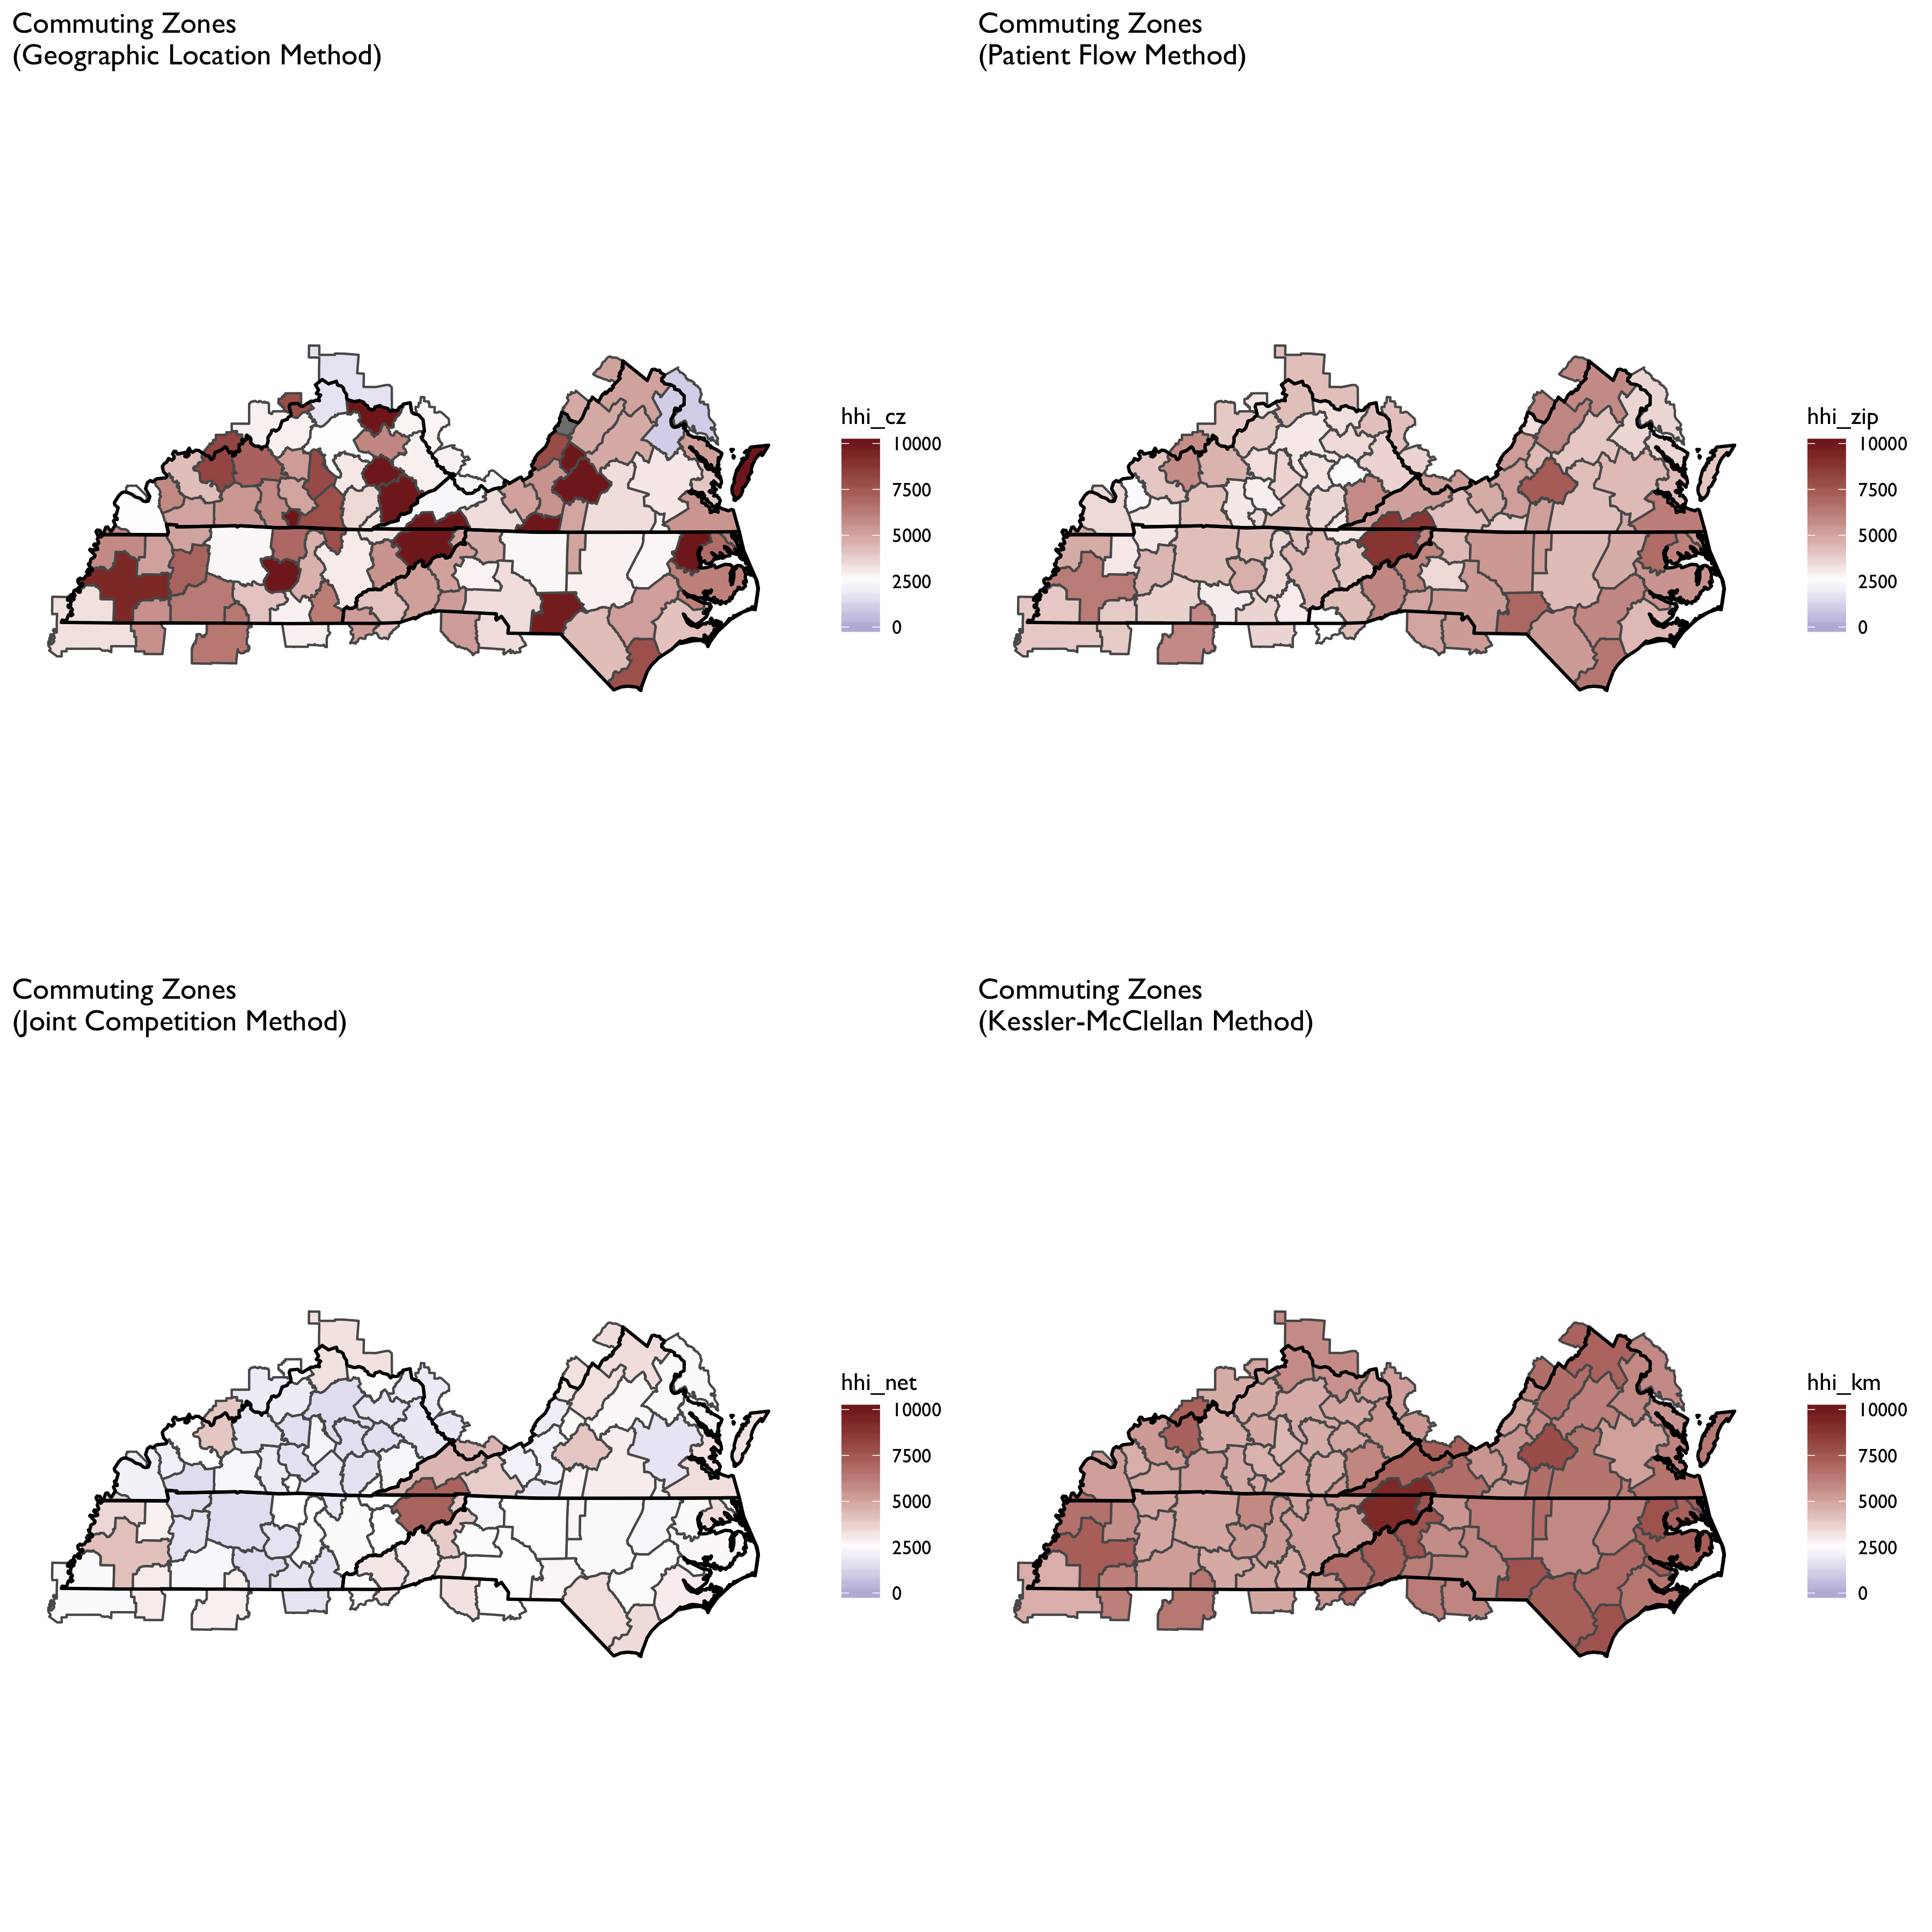 Commuting Zones
(Geographic Location Method)
hhi_cz
10000
7500
5000
2500
0
Commuting Zones
(Patient Flow Method)
hhi_zip
10000
7500
5000
2500
0
Commuting Zones
(Joint Competition Method)
hhi_net
10000
7500
5000
2500
0
Commuting Zones
(Kessler-McClellan Method)
hhi_km
10000
7500
5000
2500
0